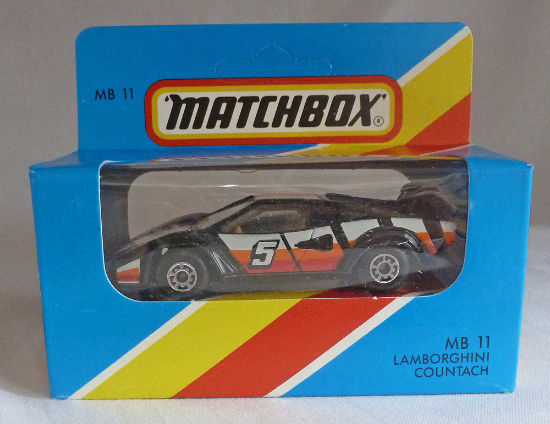 MB 11
'MATCHBOX'®
5
MB 11
LAMBORGHINI
COUNTACH